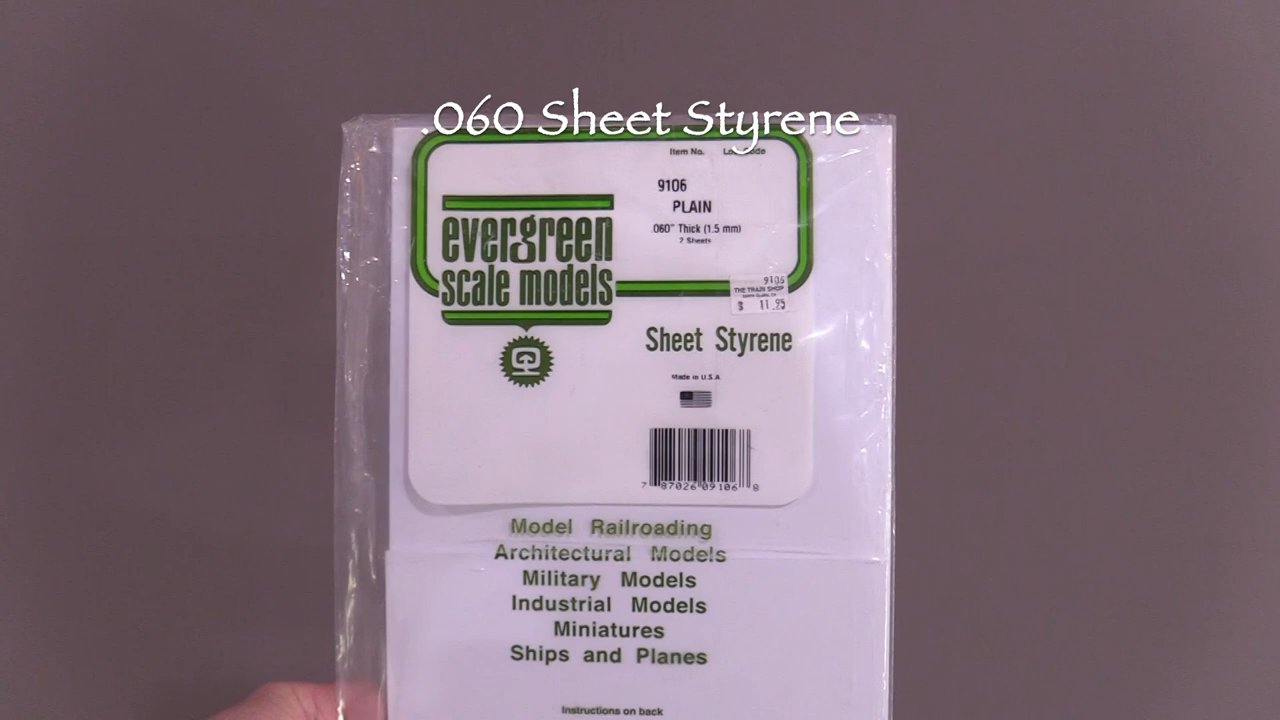 .060 Sheet Styrene
Item No.
9106
PLAIN
.060" Thick (1.5 mm)
2 Sheets
evergreen
scale models
9106
THE TRAIN SHOP
$ 11.95
Sheet Styrene
Made in U.S.A.
7 87026 09106 8
Model Railroading
Architectural Models
Military Models
Industrial Models
Miniatures
Ships and Planes
Instructions on back